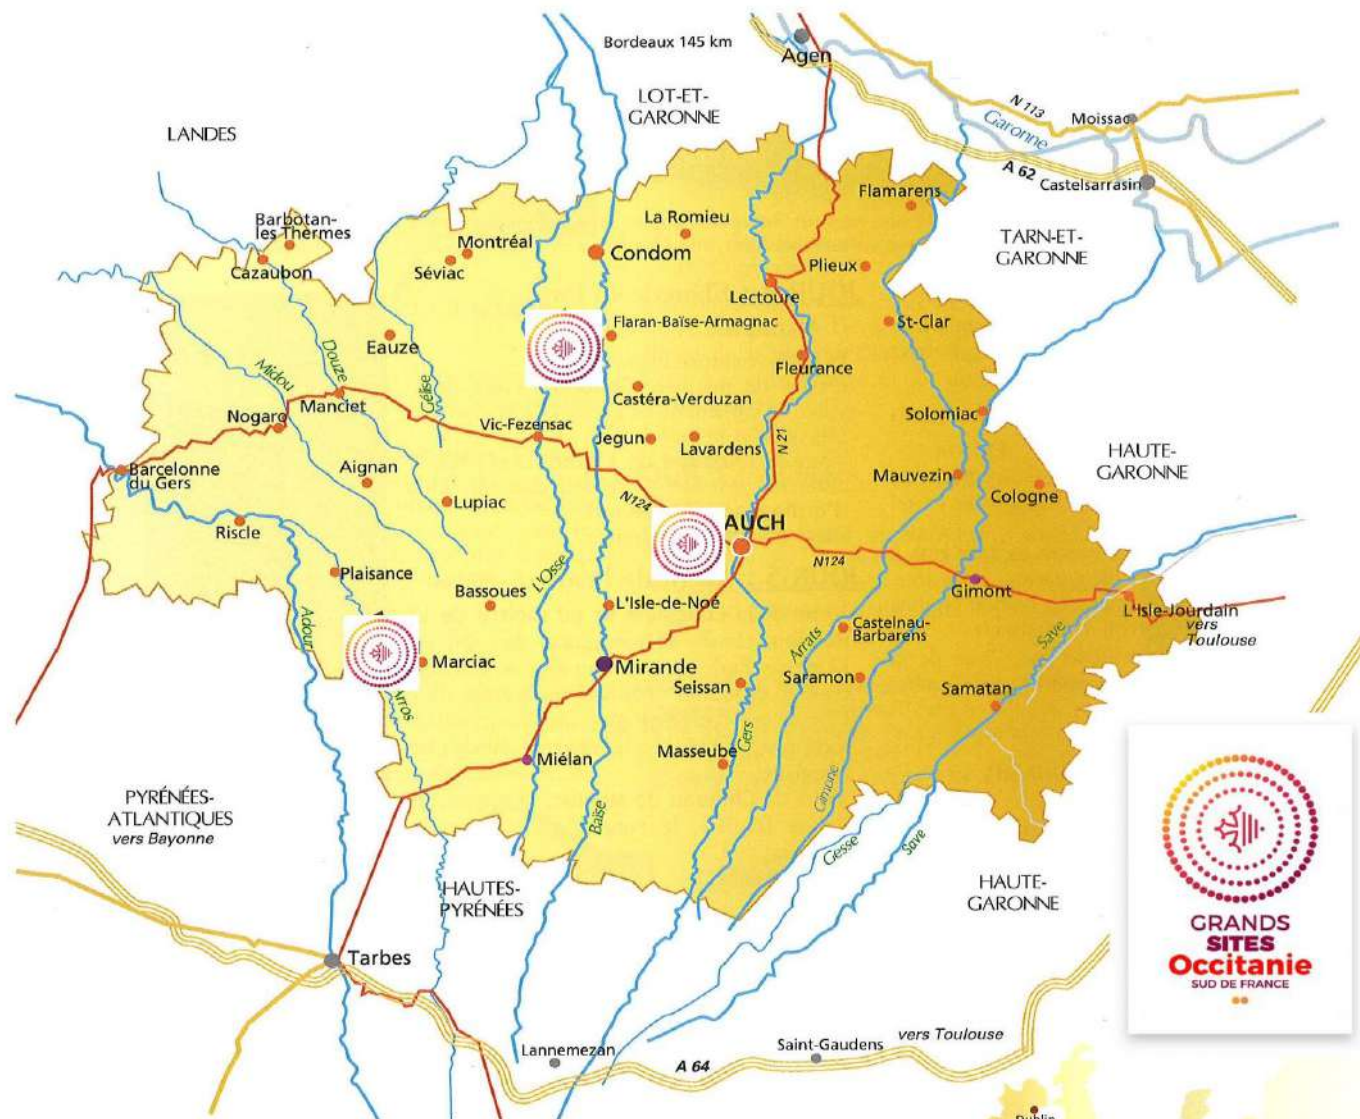 Bordeaux 145 km
Agen
LOT-ET-
GARONNE
N 113
Moissac
Garonne
LANDES
A 62
Castelsarrasin
Flamarens
Barbotan-
les Thermes
La Romieu
TARN-ET-
GARONNE
Montréal
Condom
Cazaubon
Séviac
Plieux
Lectoure
Flaran-Baïse-Armagnac
St-Clar
Eauze
Douze
Midou
Gélise
Fleurance
Castéra-Verduzan
Manciet
Nogaro
Vic-Fezensac
Jegun
Lavardens
N 21
Solomiac
HAUTE-
GARONNE
Barcelonne
du Gers
Aignan
Mauvezin
Cologne
Lupiac
N124
Riscle
AUCH
N124
Plaisance
L'Osse
Gimont
Bassoues
L'Isle-de-Noé
L'Isle-Jourdain
vers
Toulouse
Adour
Castelnau-
Barbarens
Arrats
Save
Marciac
Mirande
Seissan
Saramon
Samatan
Arros
Gers
Miélan
Masseube
Gimone
Baïse
PYRÉNÉES-
ATLANTIQUES
vers Bayonne
Gesse
Save
HAUTES-
PYRÉNÉES
HAUTE-
GARONNE
GRANDS
SITES
Occitanie
SUD DE FRANCE
Tarbes
Lannemezan
Saint-Gaudens
vers Toulouse
A 64